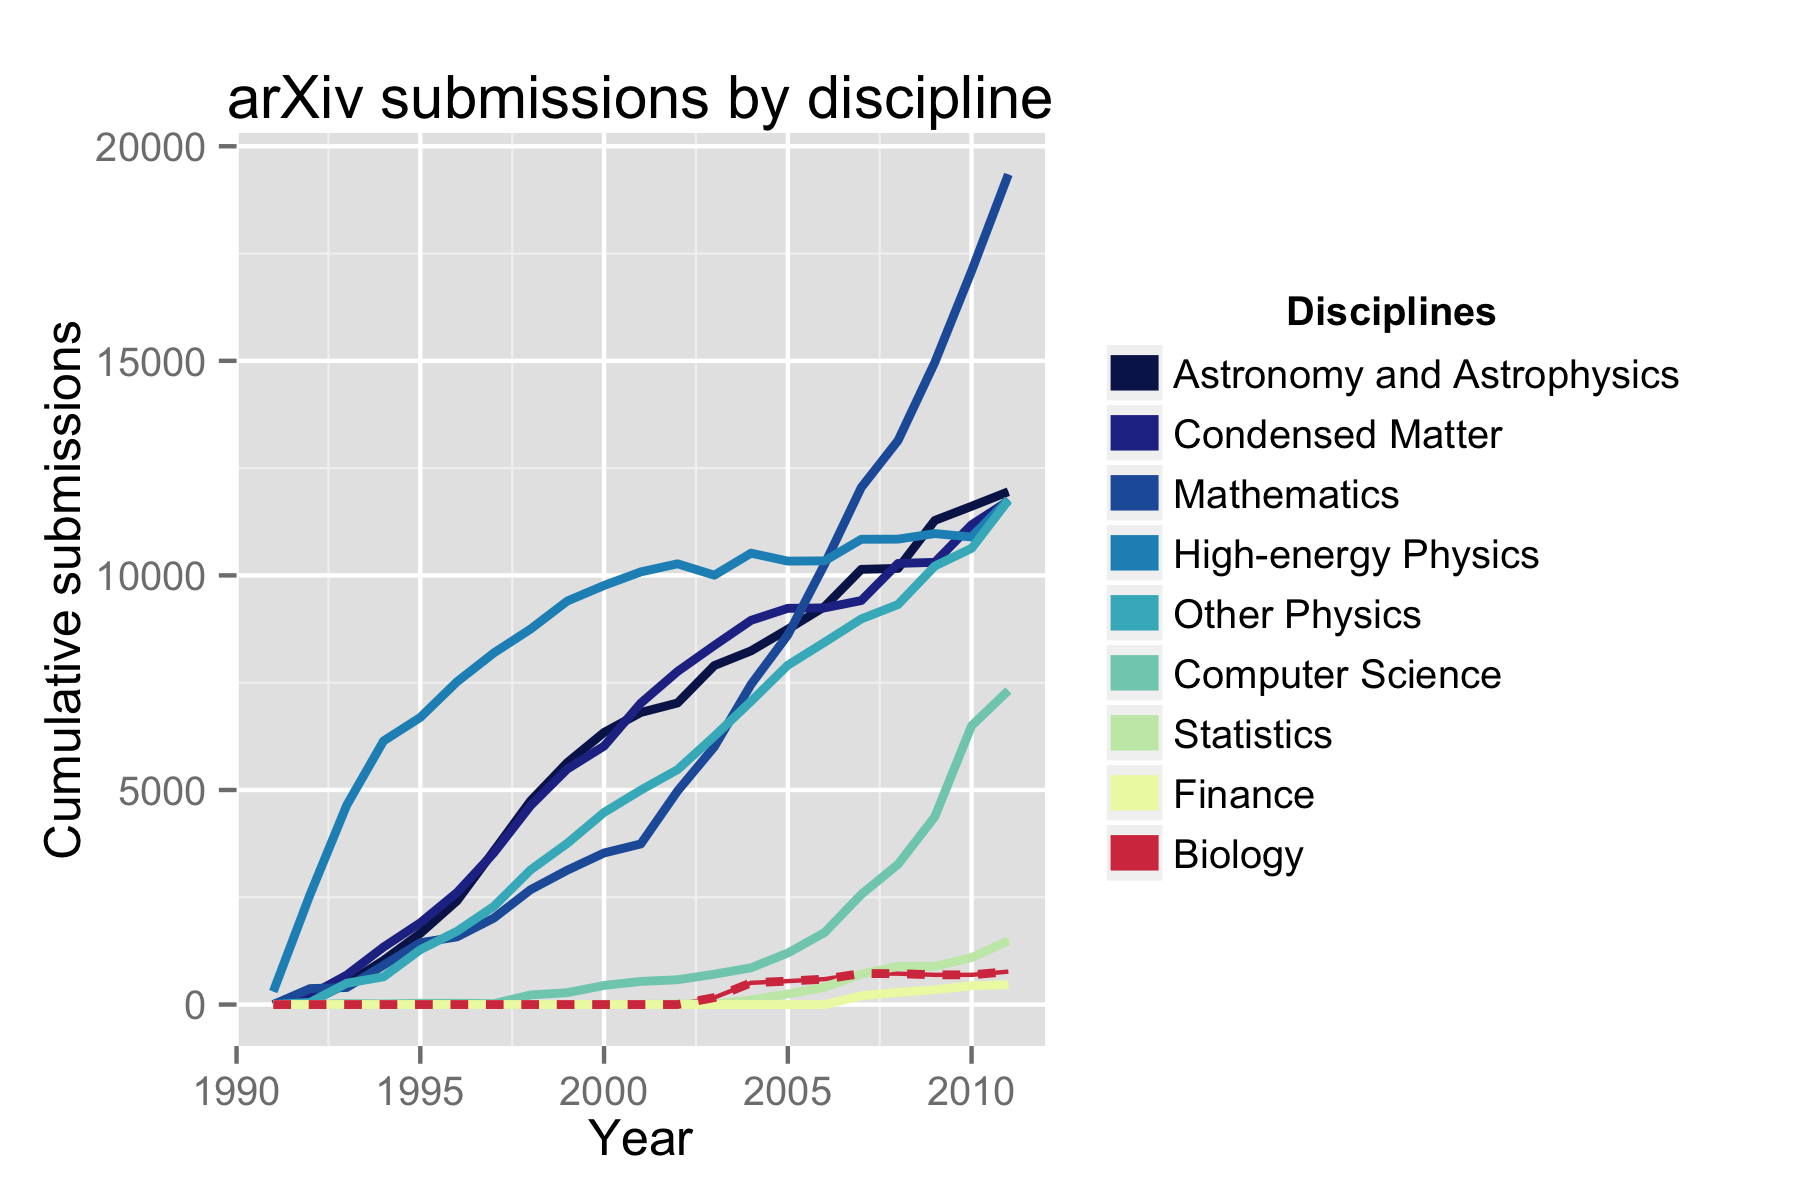 arXiv submissions by discipline
20000
15000
10000
5000
0
Cumulative submissions
1990 1995 2000 2005 2010
Year
Disciplines
Astronomy and Astrophysics
Condensed Matter
Mathematics
High-energy Physics
Other Physics
Computer Science
Statistics
Finance
Biology